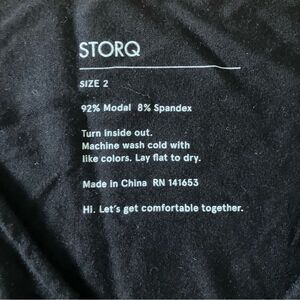 STORQ
SIZE 2
92% Modal 8% Spandex
Turn inside out.
Machine wash cold with
like colors. Lay flat to dry.
Made in China RN 141653
Hi. Let's get comfortable together.